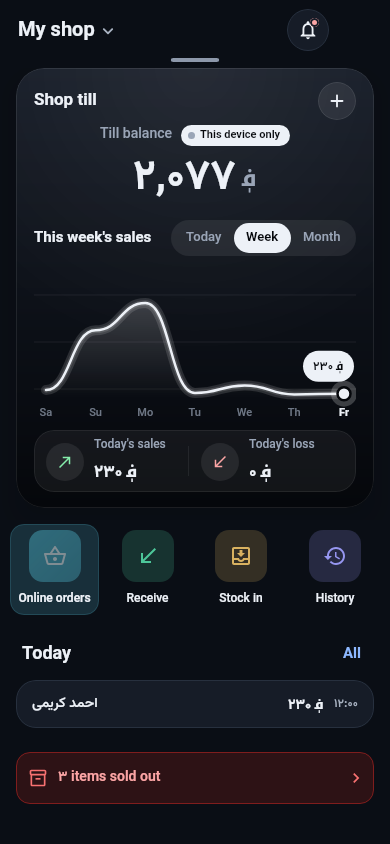 My shop
Shop till
Till balance
This device only
۲,۰۷۷ ؋
This week's sales
Today
Week
Month
۲۳۰ ؋
Sa
Su
Mo
Tu
We
Th
Fr
Today's sales
۲۳۰ ؋
Today's loss
۰ ؋
Online orders
Receive
Stock in
History
Today
All
احمد کریمی
۲۳۰ ؋
۱۲:۰۰
۳ items sold out